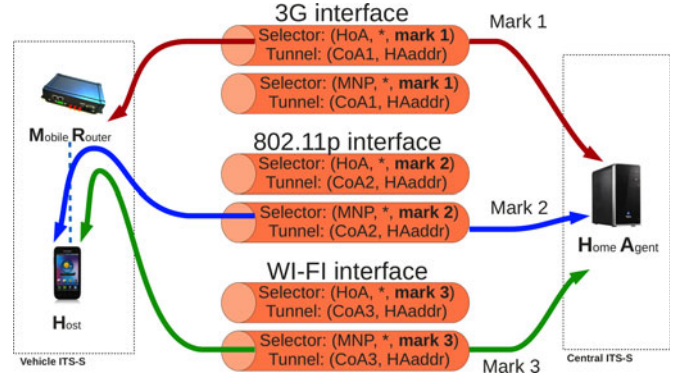 3G interface
Mark 1
Selector: (HoA, *, mark 1)
Tunnel: (CoA1, HAaddr)
Selector: (MNP, *, mark 1)
Tunnel: (CoA1, HAaddr)
Mobile Router
802.11p interface
Selector: (HoA, *, mark 2)
Tunnel: (CoA2, HAaddr)
Mark 2
Selector: (MNP, *, mark 2)
Tunnel: (CoA2, HAaddr)
Home Agent
WI-FI interface
Selector: (HoA, *, mark 3)
Tunnel: (CoA3, HAaddr)
Host
Selector: (MNP, *, mark 3)
Tunnel: (CoA3, HAaddr)
Mark 3
Vehicle ITS-S
Central ITS-S